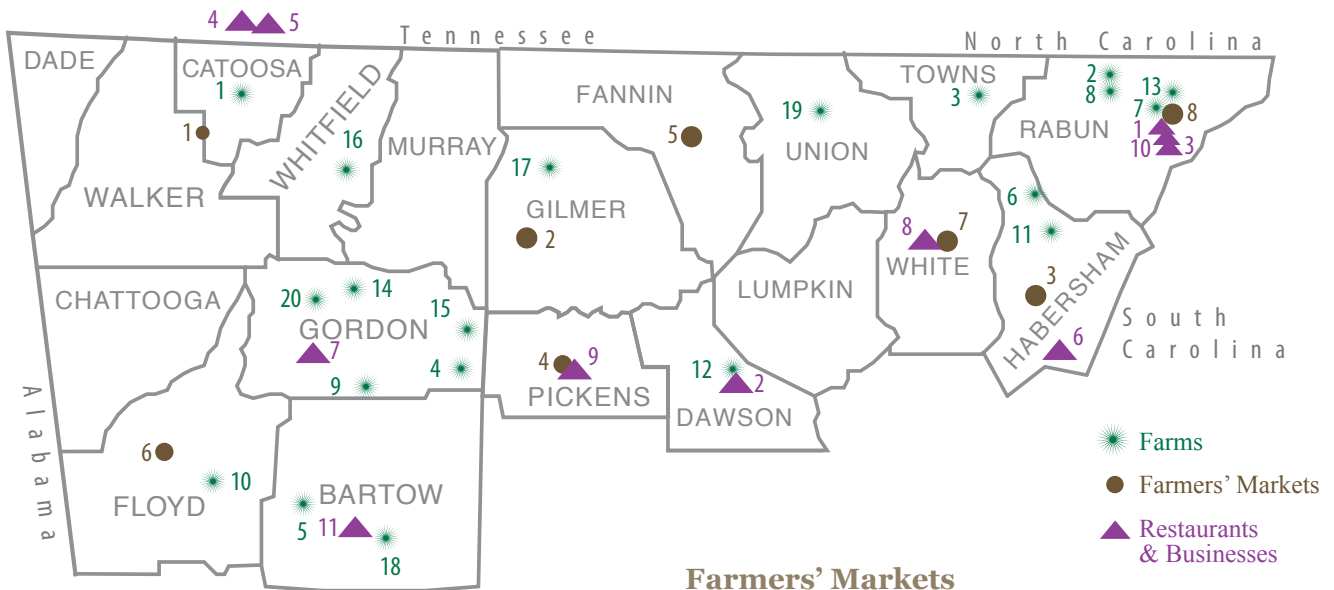 4 5
Tennessee
North Carolina
DADE
CATOOSA
1
1
WHITFIELD
16
MURRAY
WALKER
FANNIN
5
17
GILMER
2
19
UNION
TOWNS
3
2
8
13
7
8
RABUN
1
10 3
6
11
8 7
WHITE
3
HABERSHAM
6
South
Carolina
LUMPKIN
CHATTOOGA
20 14
GORDON
15
7
4
9
4 9
PICKENS
12
2
DAWSON
Alabama
6
10
FLOYD
BARTOW
5
11
18
Farms
Farmers’ Markets
Restaurants
& Businesses
Farmers’ Markets